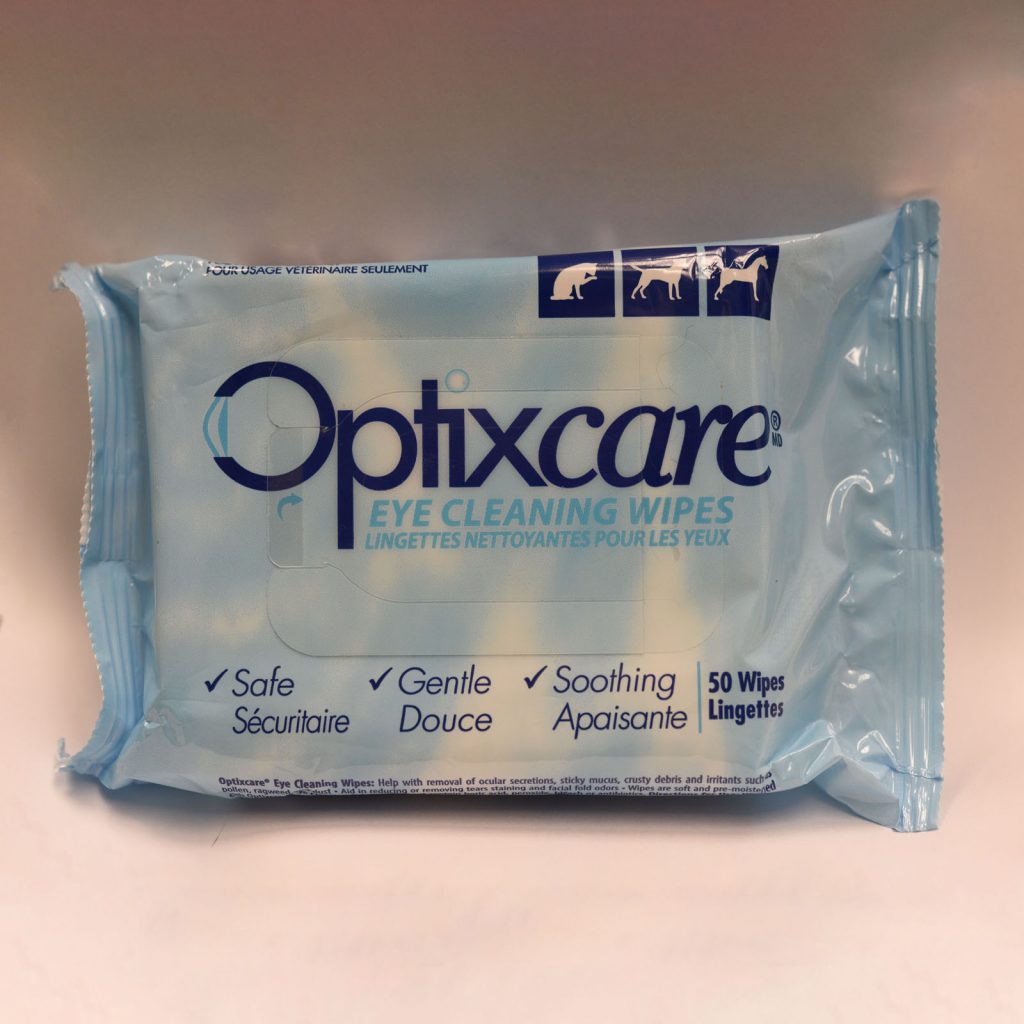 POUR USAGE VÉTÉRINAIRE SEULEMENT
Optixcare®
MD
EYE CLEANING WIPES
LINGETTES NETTOYANTES POUR LES YEUX
✓ Safe ✓ Gentle ✓ Soothing 50 Wipes
Sécuritaire Douce Apaisante Lingettes
Optixcare® Eye Cleaning Wipes: Help with removal of ocular secretions, sticky mucus, crusty debris and irritants such as
pollen, ragweed, dust • Aid in reducing or removing tears staining and facial fold odors • Wipes are soft and pre-moistened